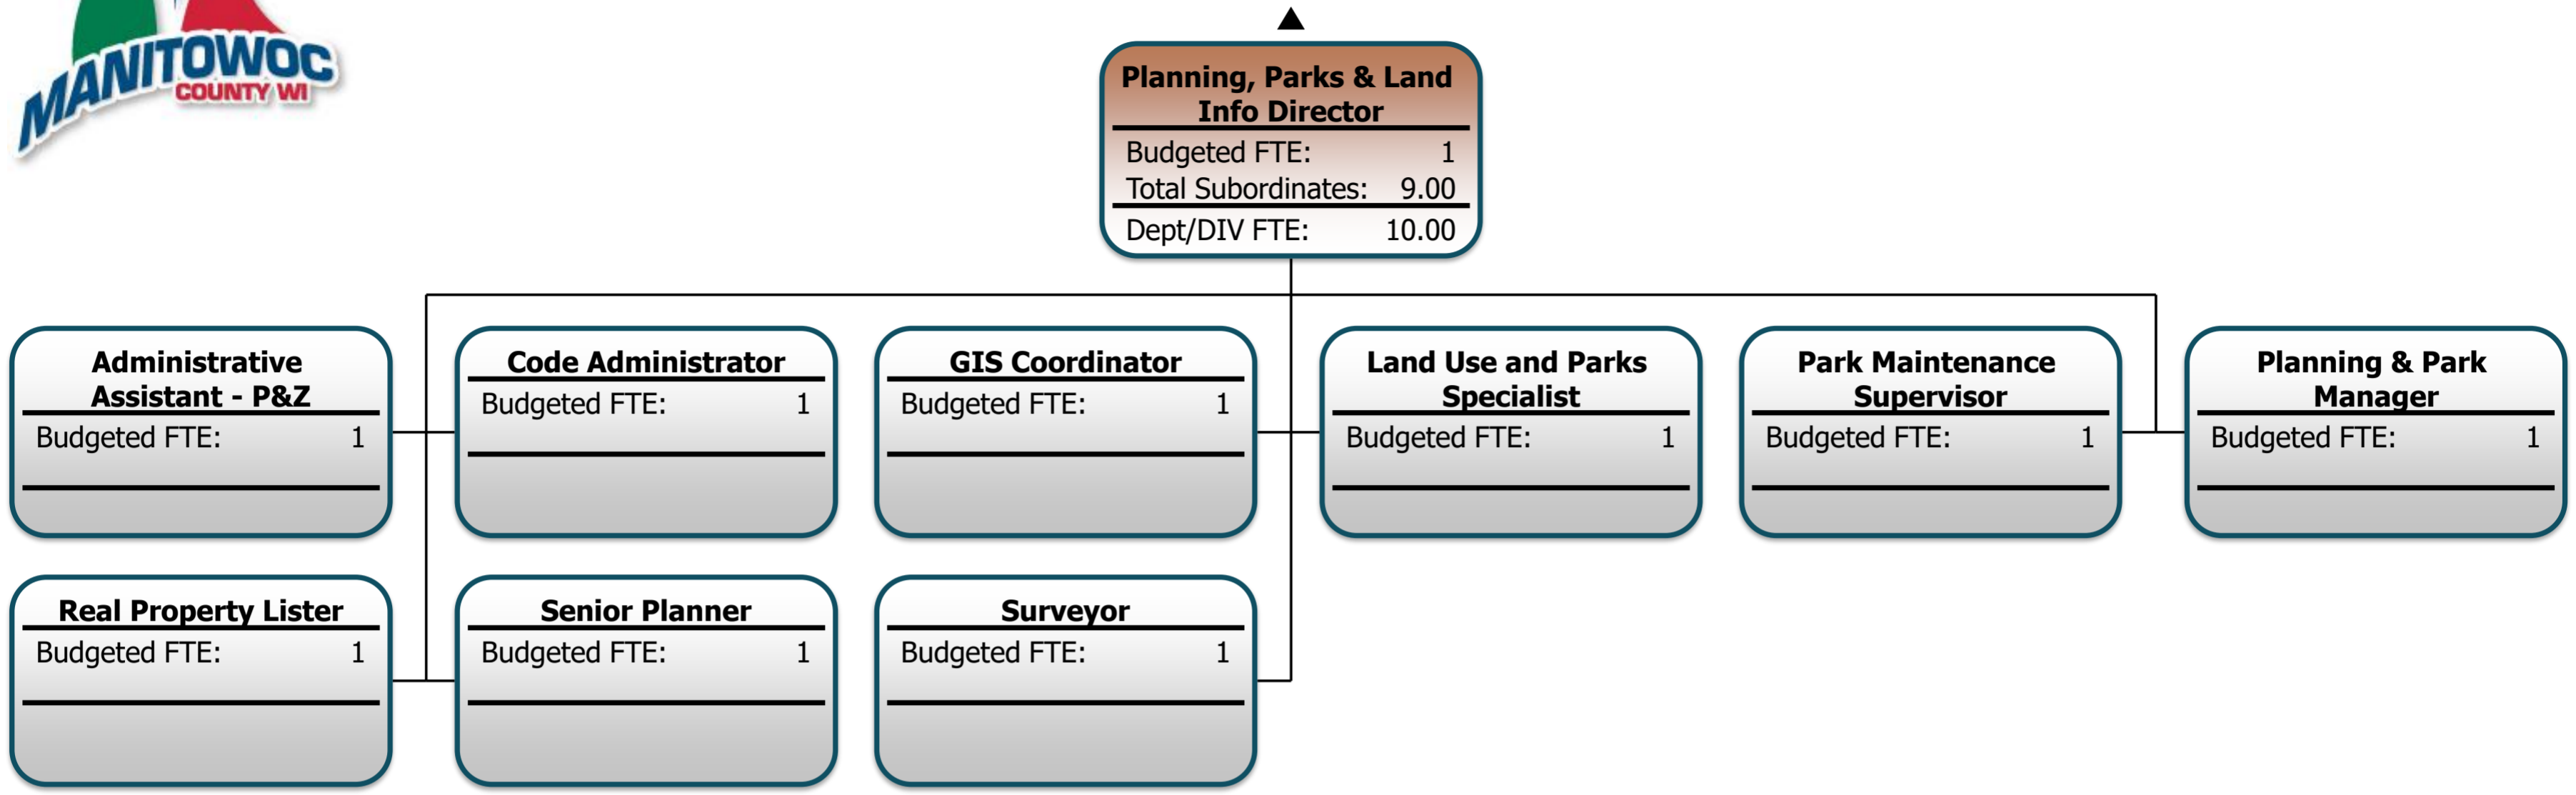 MANITOWOC
COUNTY WI
Planning, Parks & Land
Info Director
Budgeted FTE: 1
Total Subordinates: 9.00
Dept/DIV FTE: 10.00
Administrative
Assistant - P&Z
Budgeted FTE: 1
Code Administrator
Budgeted FTE: 1
GIS Coordinator
Budgeted FTE: 1
Land Use and Parks
Specialist
Budgeted FTE: 1
Park Maintenance
Supervisor
Budgeted FTE: 1
Planning & Park
Manager
Budgeted FTE: 1
Real Property Lister
Budgeted FTE: 1
Senior Planner
Budgeted FTE: 1
Surveyor
Budgeted FTE: 1